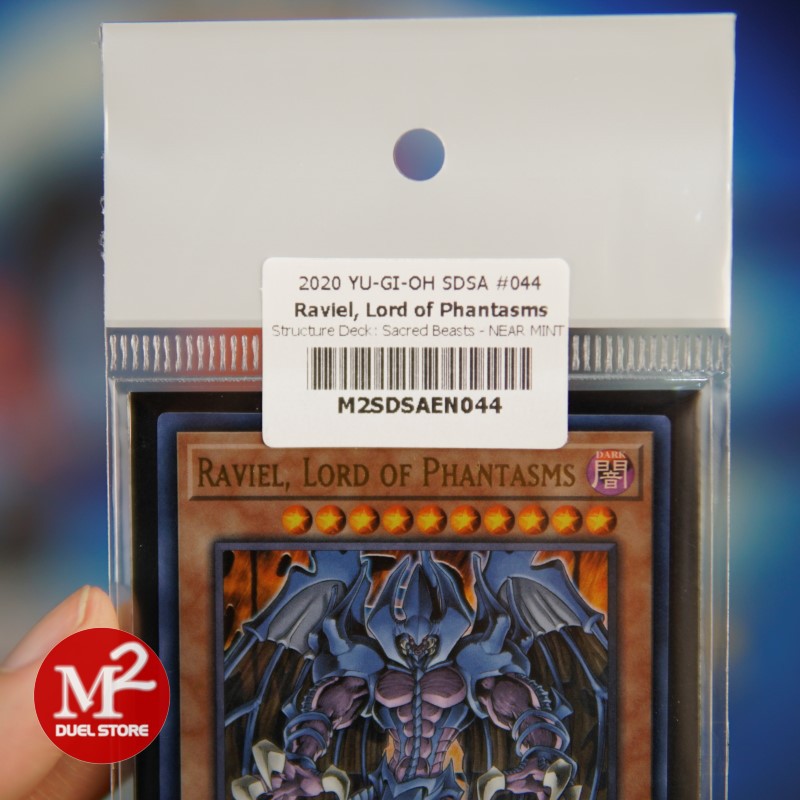 2020 YU-GI-OH SDSA #044
Raviel, Lord of Phantasms
Structure Deck: Sacred Beasts - NEAR MINT
M2SDSAEN044
RAVIEL, LORD OF PHANTASMS
DARK
闇
M2
DUEL STORE